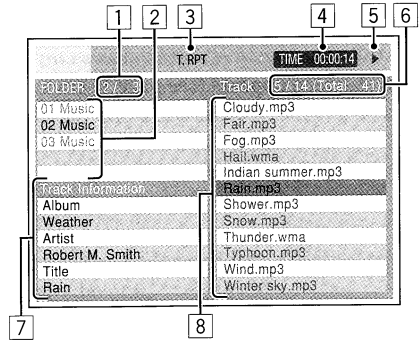 1 2 3 4 5 6
T. RPT TIME 00:00:14
FOLDER 2 / 3 Track : 5 / 14 (Total 41)
01 Music
02 Music
03 Music
Track Information
Album
Weather
Artist
Robert M. Smith
Title
Rain
Cloudy.mp3
Fair.mp3
Fog.mp3
Hail.wma
Indian summer.mp3
Rain.mp3
Shower.mp3
Snow.mp3
Thunder.wma
Typhoon.mp3
Wind.mp3
Winter sky.mp3
7 8